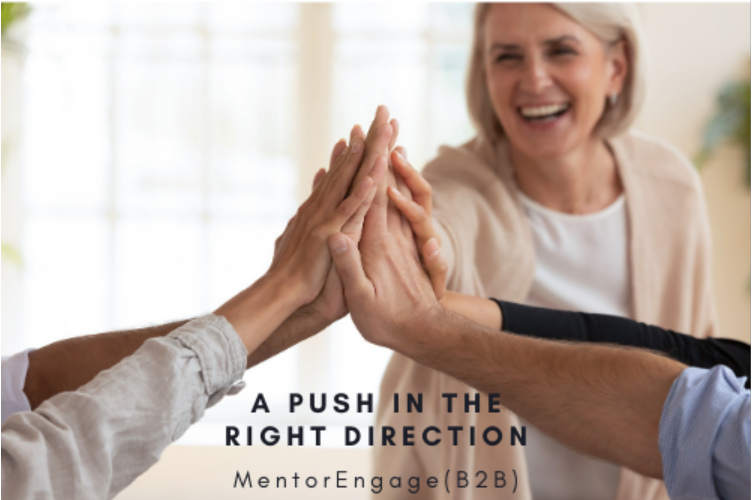 A PUSH IN THE
RIGHT DIRECTION
MentorEngage(B2B)